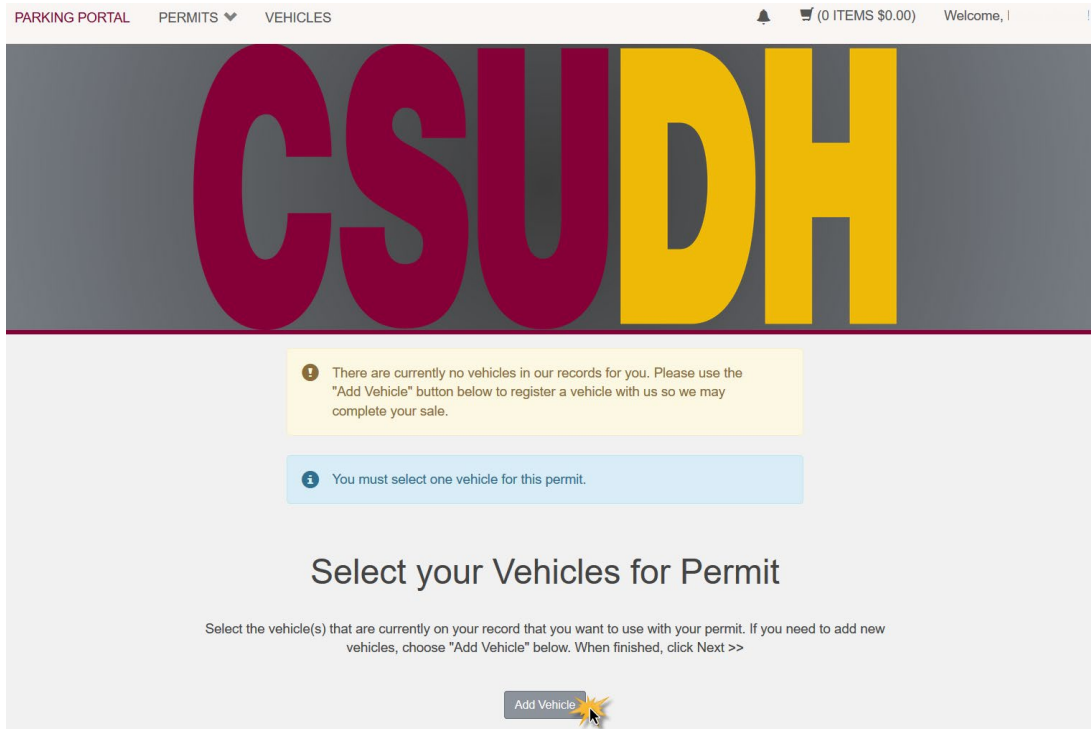 PARKING PORTAL PERMITS VEHICLES (0 ITEMS $0.00) Welcome, !
CSUDH
There are currently no vehicles in our records for you. Please use the
"Add Vehicle" button below to register a vehicle with us so we may
complete your sale.
You must select one vehicle for this permit.
Select your Vehicles for Permit
Select the vehicle(s) that are currently on your record that you want to use with your permit. If you need to add new
vehicles, choose "Add Vehicle" below. When finished, click Next >>
Add Vehicle